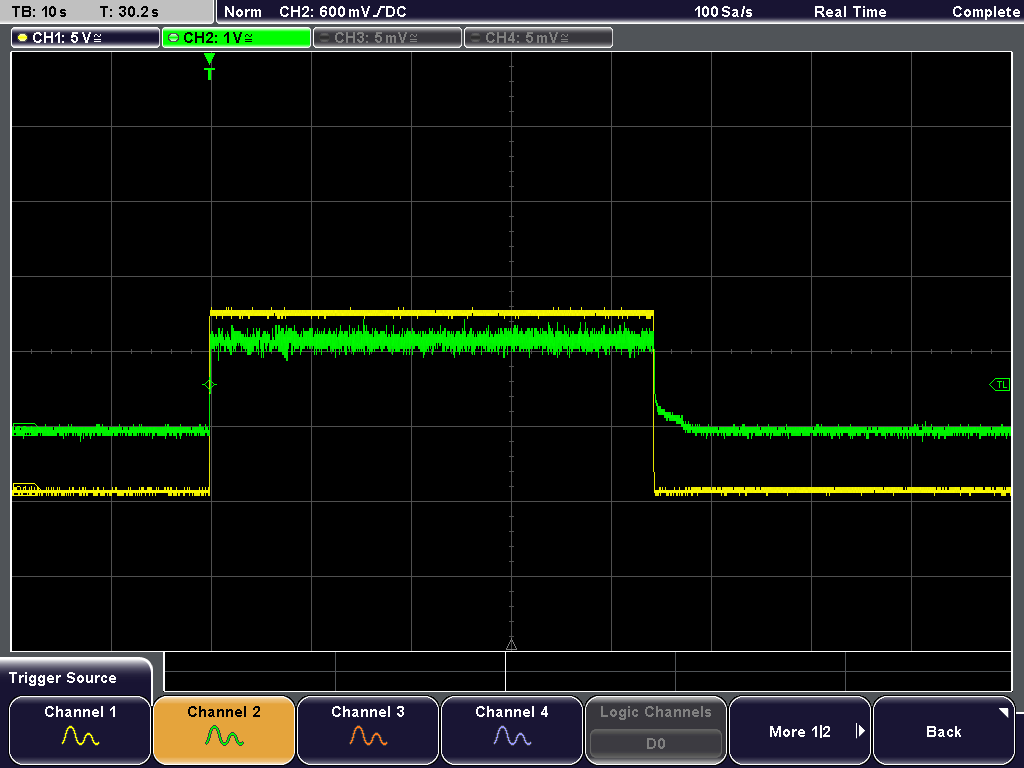 TB: 10 s T: 30.2 s Norm CH2: 600 mV DC 100 Sa/s Real Time Complete
CH1: 5 V≅ CH2: 1 V≅ CH3: 5 mV≅ CH4: 5 mV≅
T
TL
Trigger Source
Channel 1 Channel 2 Channel 3 Channel 4 Logic Channels More 1|2 Back
D0